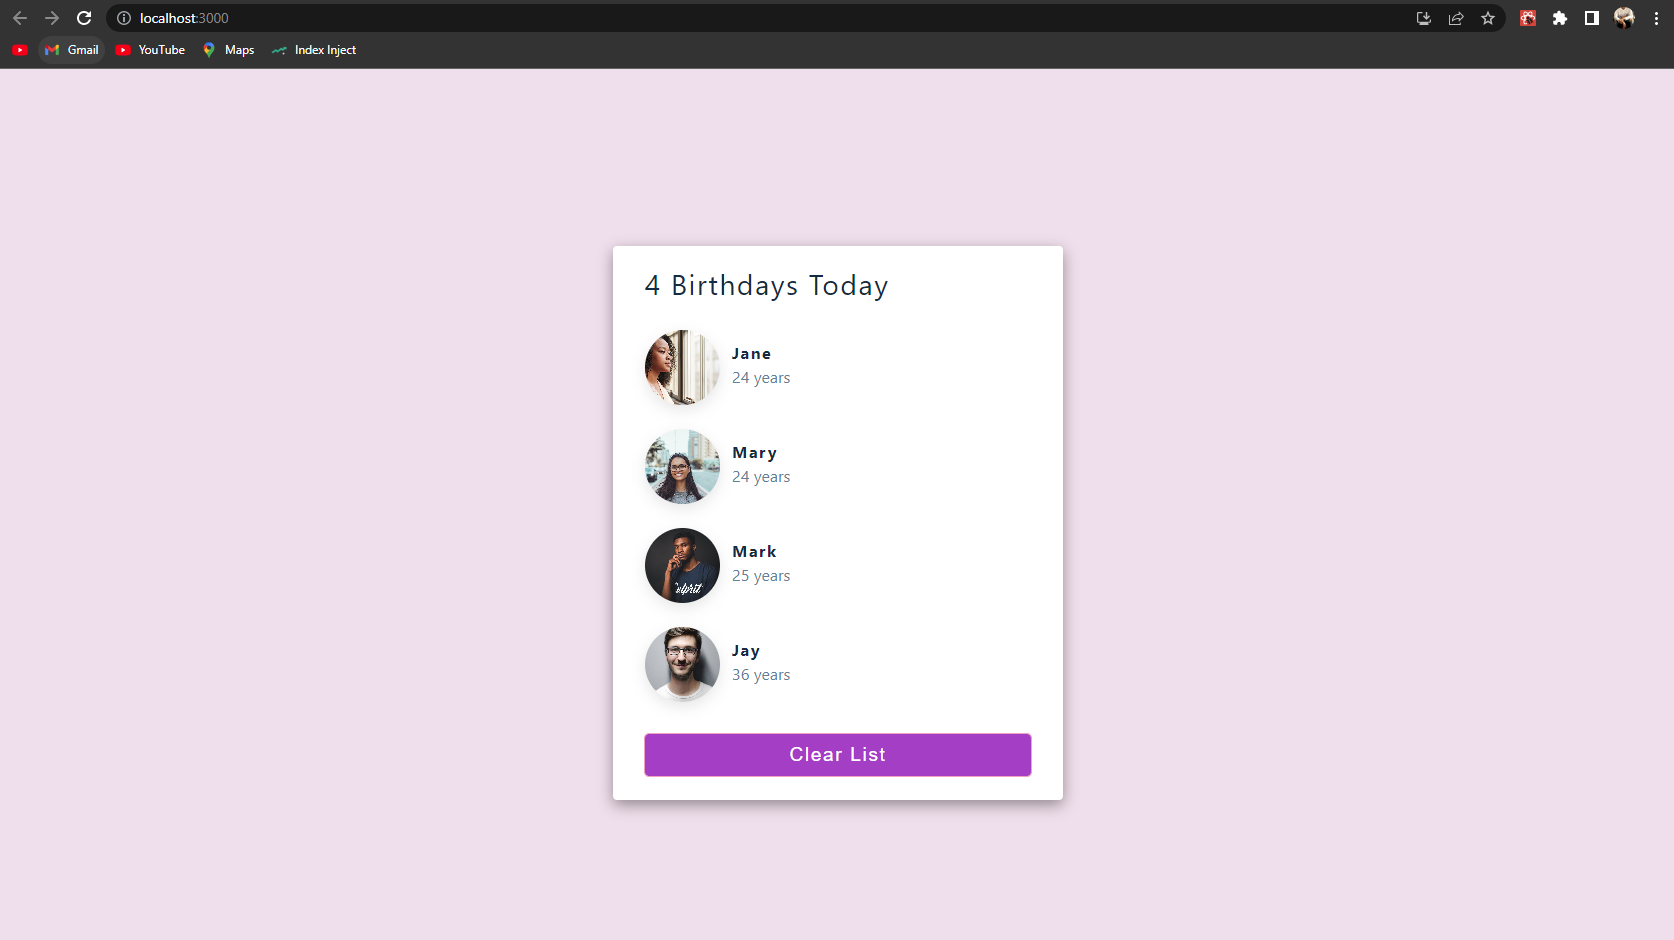 localhost:3000
Gmail YouTube Maps Index Inject
4 Birthdays Today
Jane
24 years
Mary
24 years
Mark
25 years
Jay
36 years
Clear List